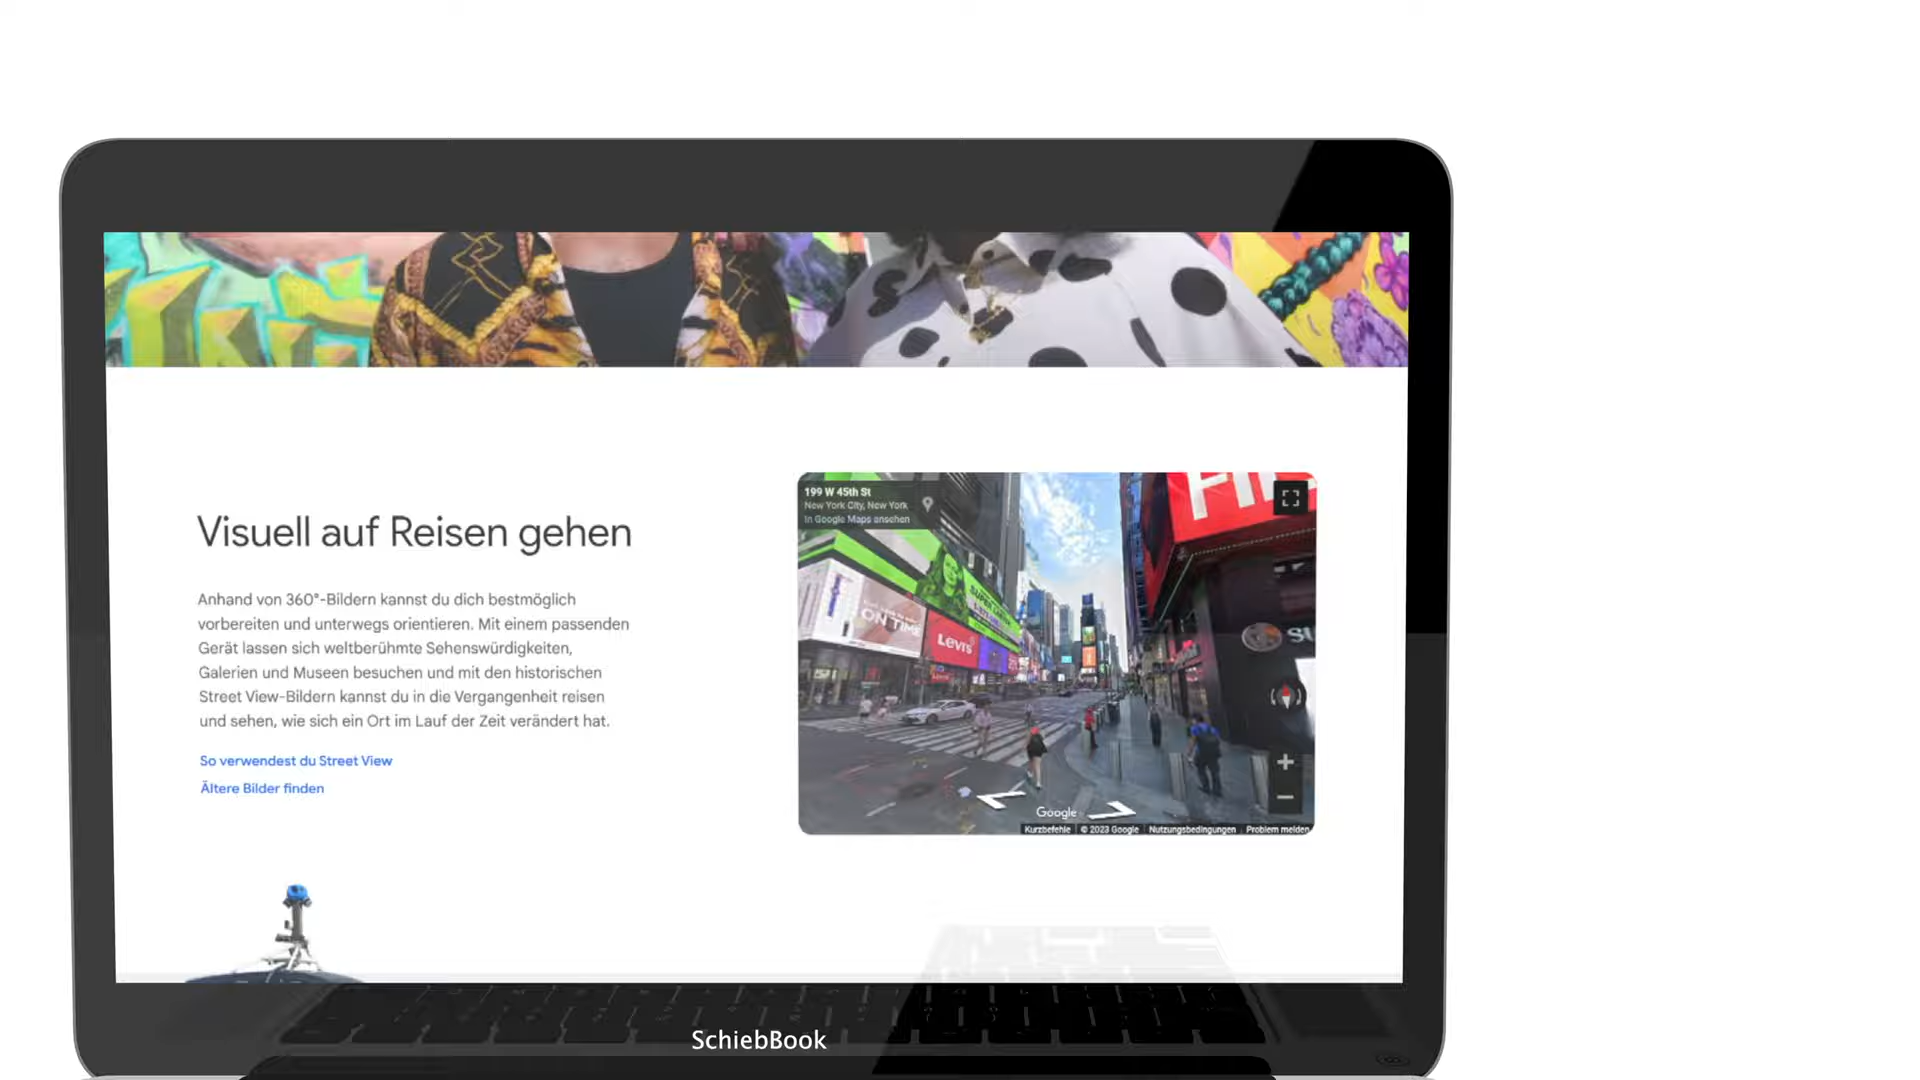 199 W 45th St
New York City, New York
In Google Maps ansehen
Visuell auf Reisen gehen
Anhand von 360°-Bildern kannst du dich bestmöglich
vorbereiten und unterwegs orientieren. Mit einem passenden
Gerät lassen sich weltberühmte Sehenswürdigkeiten,
Galerien und Museen besuchen und mit den historischen
Street View-Bildern kannst du in die Vergangenheit reisen
und sehen, wie sich ein Ort im Lauf der Zeit verändert hat.
So verwendest du Street View
Ältere Bilder finden
ON TIME
Levi's
Google
Kurzbefehle © 2023 Google Nutzungsbedingungen Problem melden
SchiebBook